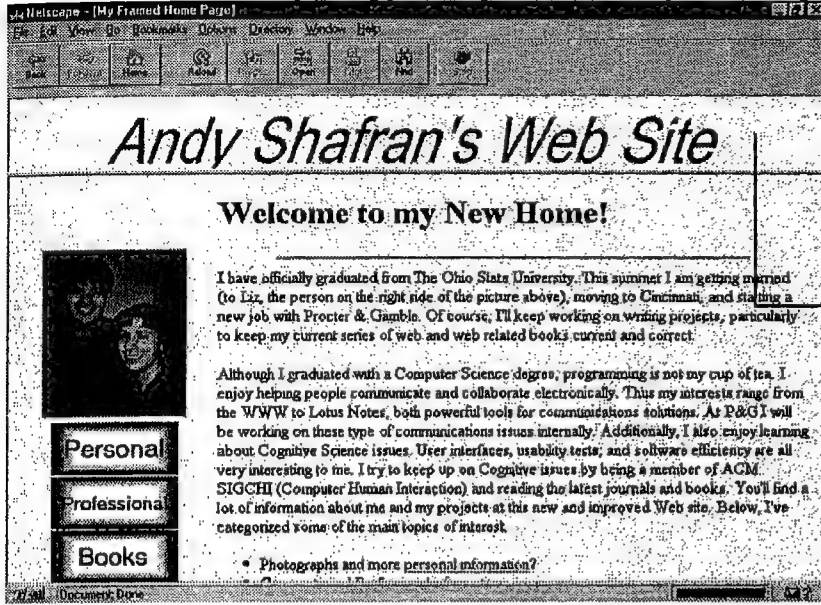 Netscape - [My Framed Home Page]
File Edit View Go Bookmarks Options Directory Window Help
Back Forward Home Reload Images Open Print Find Stop
Andy Shafran's Web Site
Welcome to my New Home!
I have officially graduated from The Ohio State University. This summer I am getting married
(to Liz, the person on the right side of the picture above), moving to Cincinnati, and starting a
new job with Procter & Gamble. Of course, I'll keep working on writing projects, particularly
to keep my current series of web and web related books current and correct.
Although I graduated with a Computer Science degree, programming is not my cup of tea. I
enjoy helping people communicate and collaborate electronically. Thus my interests range from
the WWW to Lotus Notes, both powerful tools for communications solutions. At P&G I will
be working on these type of communications issues internally. Additionally, I also enjoy learning
about Cognitive Science issues. User interfaces, usability tests, and software efficiency are all
very interesting to me. I try to keep up on Cognitive issues by being a member of ACM
SIGCHI (Computer Human Interaction) and reading the latest journals and books. You'll find a
lot of information about me and my projects at this new and improved Web site. Below, I've
categorized some of the main topics of interest.
Personal
Professional
Books
• Photographs and more personal information?
Document Done